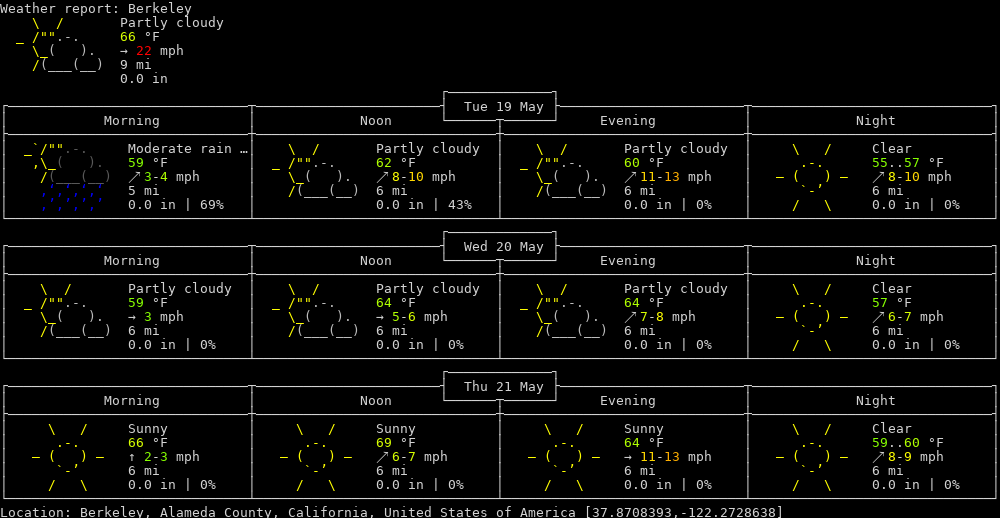 Weather report: Berkeley
Partly cloudy
66 °F
→ 22 mph
9 mi
0.0 in
Tue 19 May
Morning Noon Evening Night
Moderate rain … Partly cloudy Partly cloudy Clear
59 °F 62 °F 60 °F 55..57 °F
↗ 3-4 mph ↗ 8-10 mph ↗ 11-13 mph ↗ 8-10 mph
5 mi 6 mi 6 mi 6 mi
0.0 in | 69% 0.0 in | 43% 0.0 in | 0% 0.0 in | 0%
Wed 20 May
Morning Noon Evening Night
Partly cloudy Partly cloudy Partly cloudy Clear
59 °F 64 °F 64 °F 57 °F
→ 3 mph → 5-6 mph ↗ 7-8 mph ↗ 6-7 mph
6 mi 6 mi 6 mi 6 mi
0.0 in | 0% 0.0 in | 0% 0.0 in | 0% 0.0 in | 0%
Thu 21 May
Morning Noon Evening Night
Sunny Sunny Sunny Clear
66 °F 69 °F 64 °F 59..60 °F
↑ 2-3 mph ↗ 6-7 mph → 11-13 mph ↗ 8-9 mph
6 mi 6 mi 6 mi 6 mi
0.0 in | 0% 0.0 in | 0% 0.0 in | 0% 0.0 in | 0%
Location: Berkeley, Alameda County, California, United States of America [37.8708393,-122.2728638]